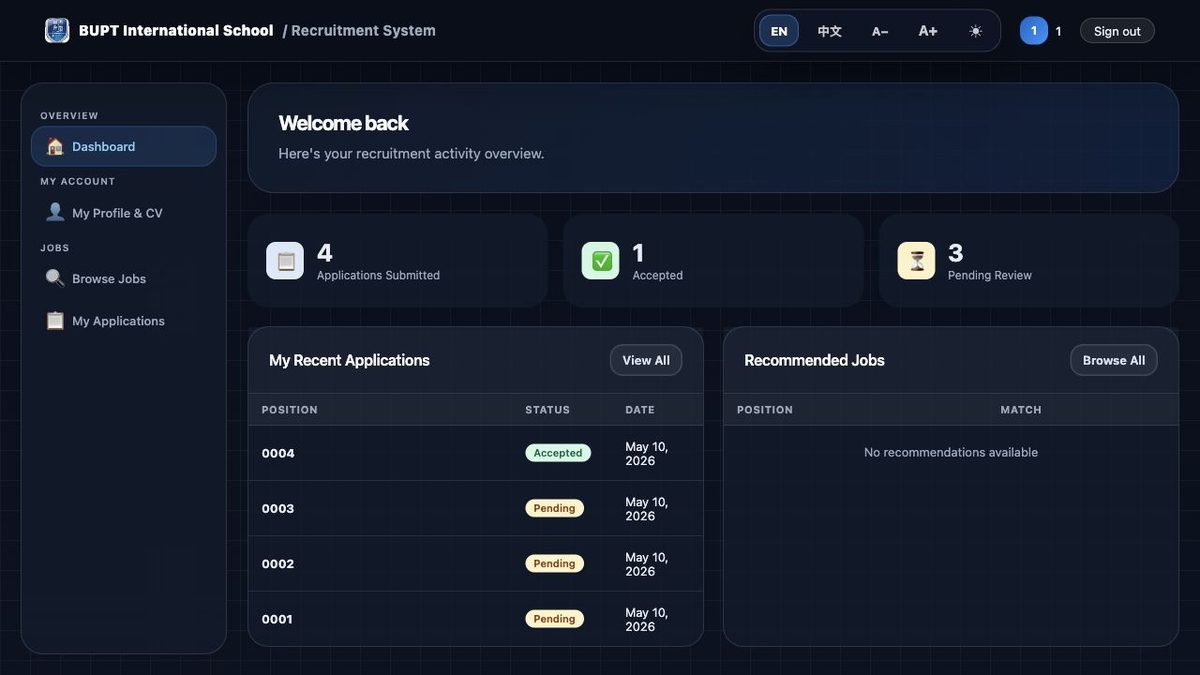 BUPT International School / Recruitment System
EN 中文 A– A+ 1 1 Sign out
OVERVIEW
Dashboard
MY ACCOUNT
My Profile & CV
JOBS
Browse Jobs
My Applications
Welcome back
Here's your recruitment activity overview.
4
Applications Submitted
1
Accepted
3
Pending Review
My Recent Applications View All
POSITION STATUS DATE
0004 Accepted May 10,
2026
0003 Pending May 10,
2026
0002 Pending May 10,
2026
0001 Pending May 10,
2026
Recommended Jobs Browse All
POSITION MATCH
No recommendations available